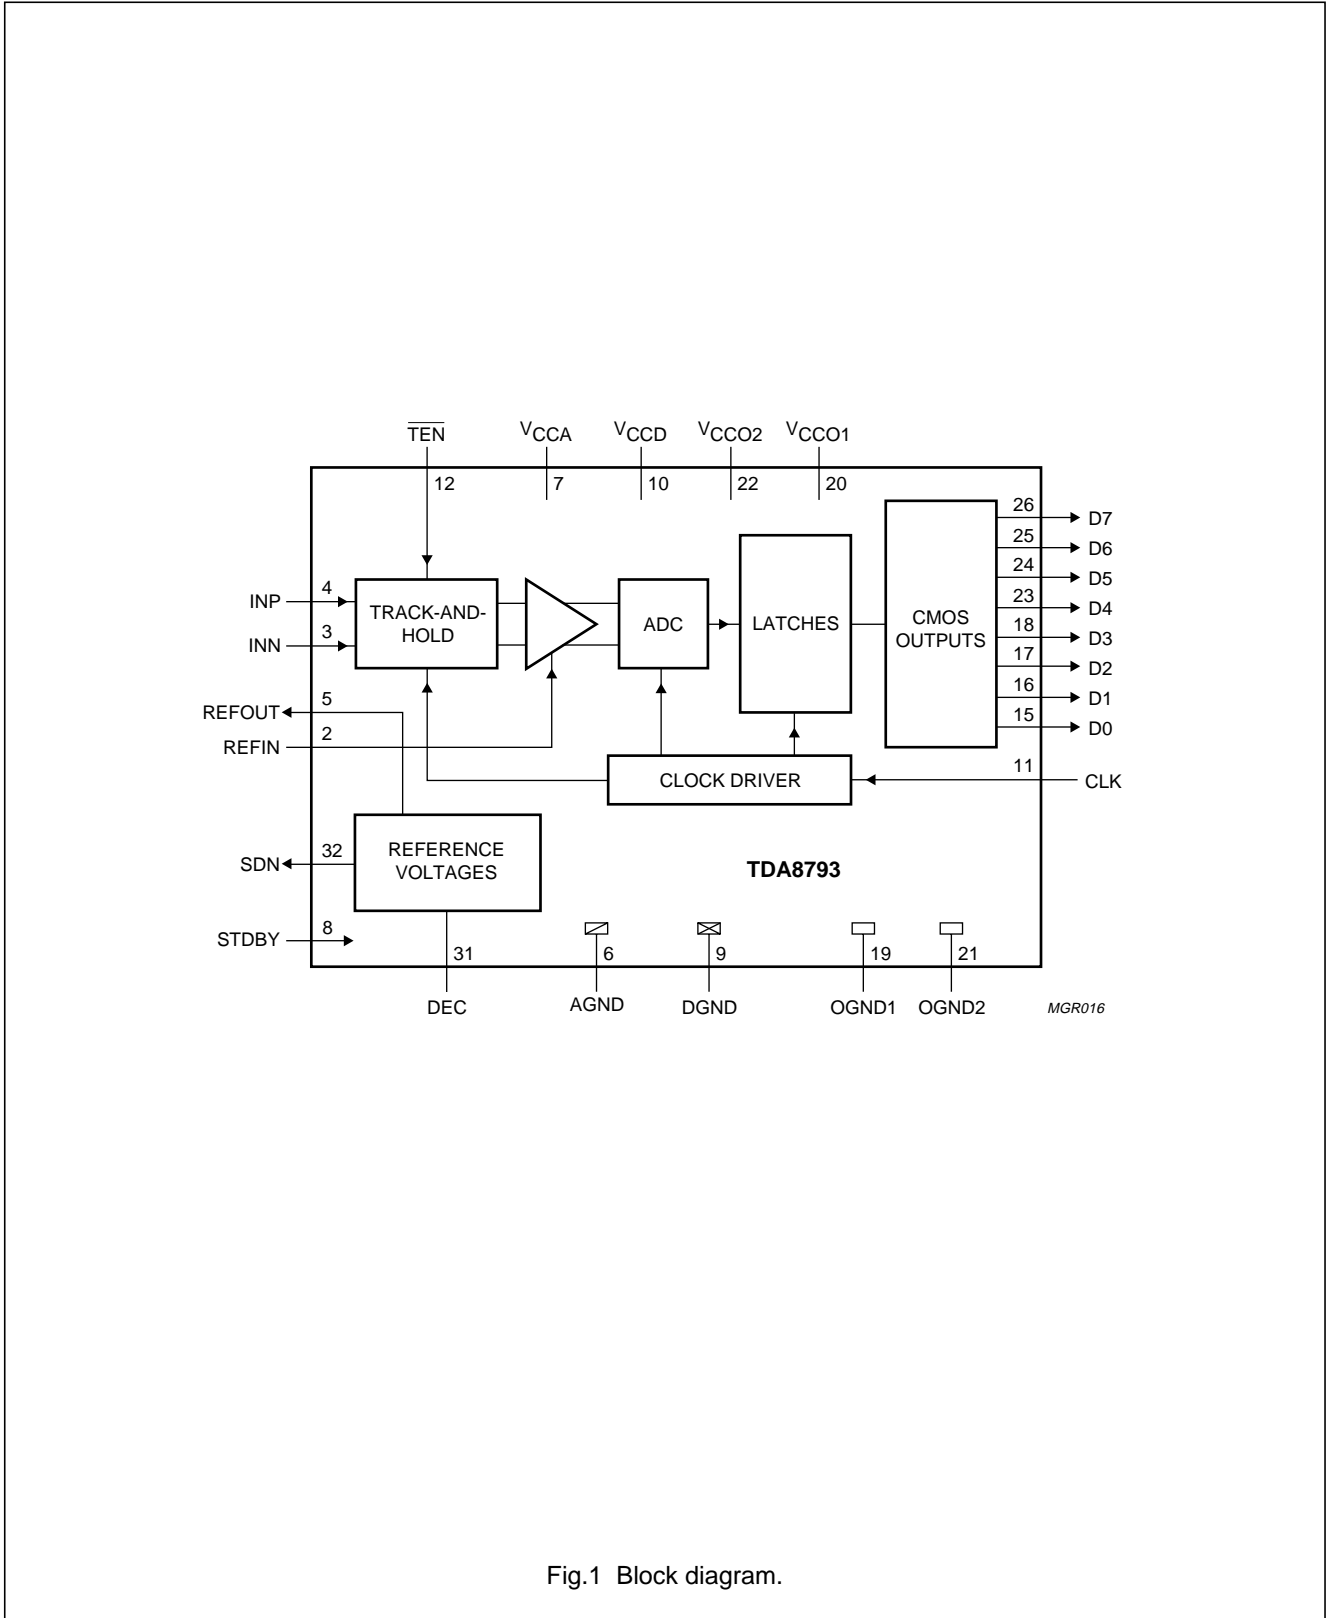 TEN
VCCA
VCCD
VCCO2
VCCO1
12
7
10
22
20
26
D7
25
D6
24
D5
23
D4
18
D3
17
D2
16
D1
15
D0
INP
4
INN
3
TRACK-AND-
HOLD
ADC
LATCHES
CMOS
OUTPUTS
REFOUT
5
REFIN
2
CLOCK DRIVER
11
CLK
SDN
32
REFERENCE
VOLTAGES
TDA8793
STDBY
8
31
6
9
19
21
DEC
AGND
DGND
OGND1
OGND2
MGR016
Fig.1 Block diagram.